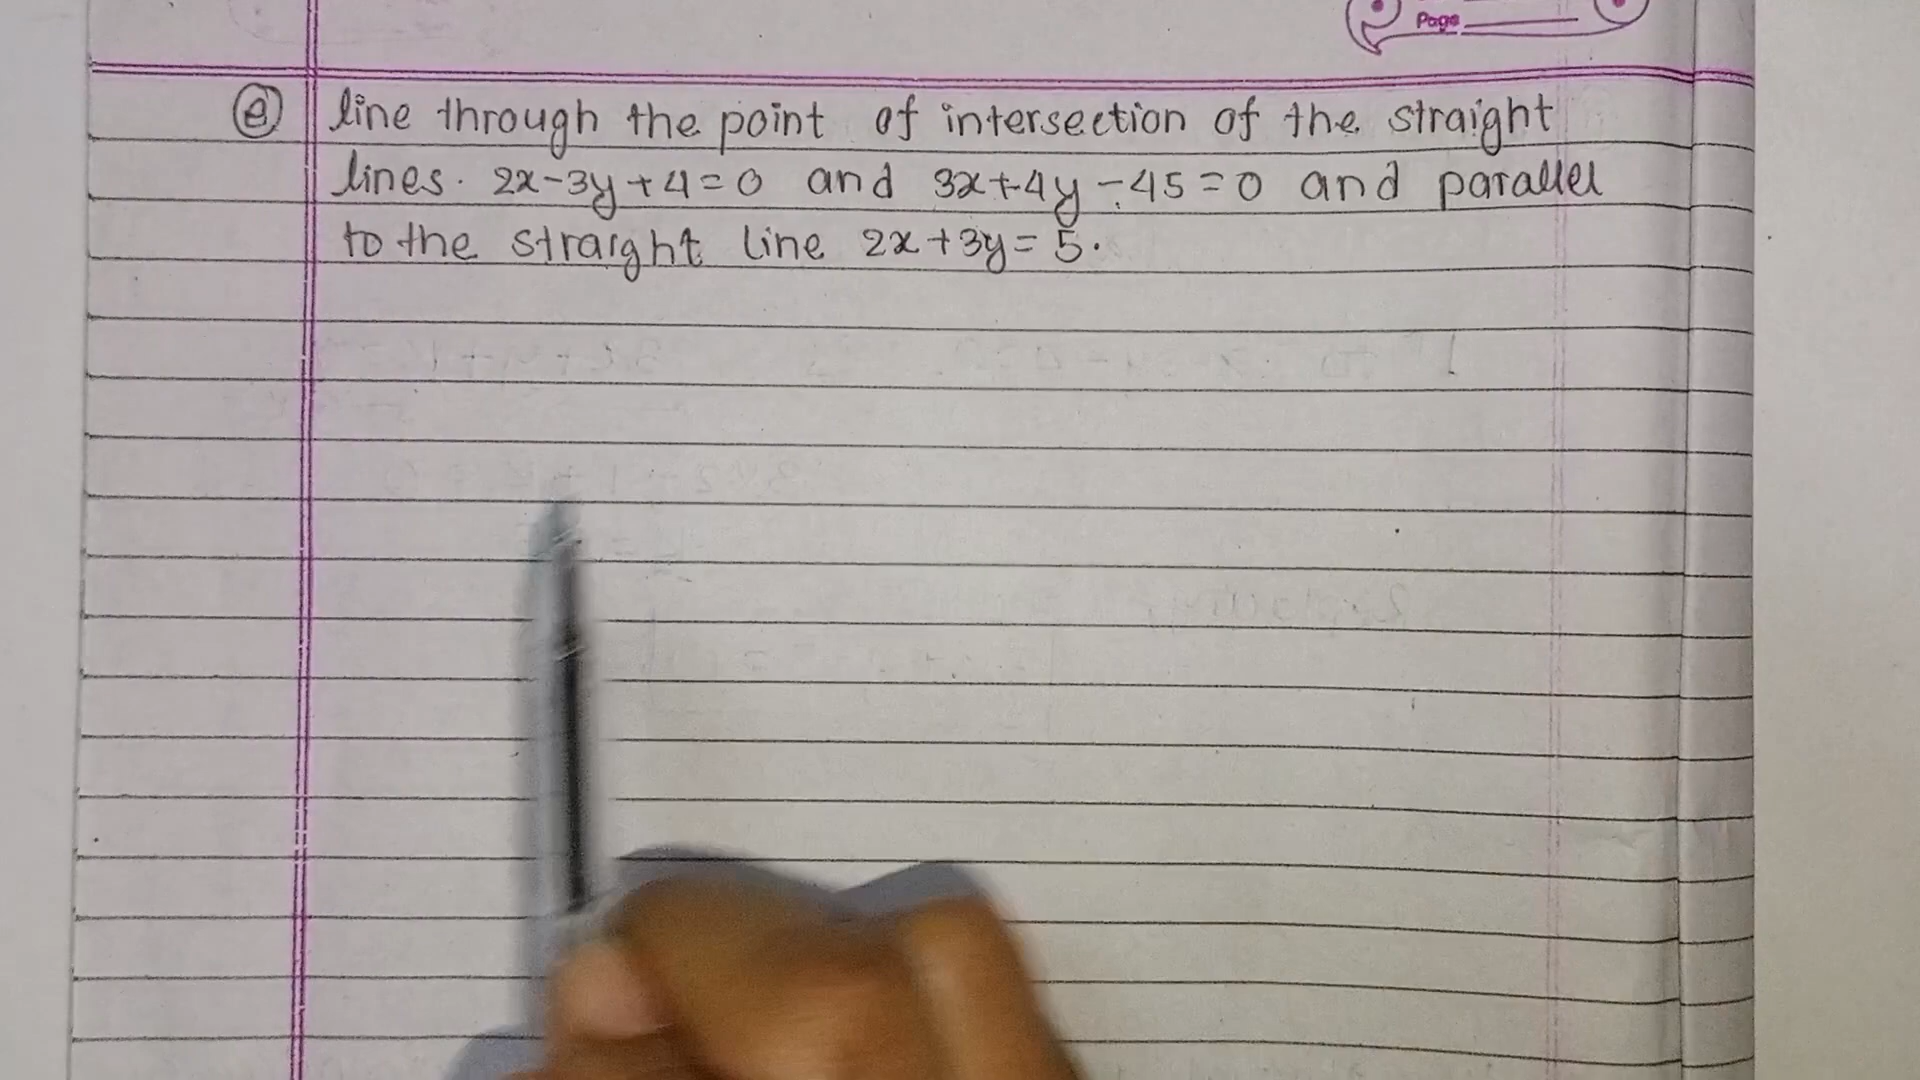 Page
(a) line through the point of intersection of the straight
lines. 2x-3y+4=0 and 3x+4y-45=0 and parallel
to the straight line 2x+3y=5.